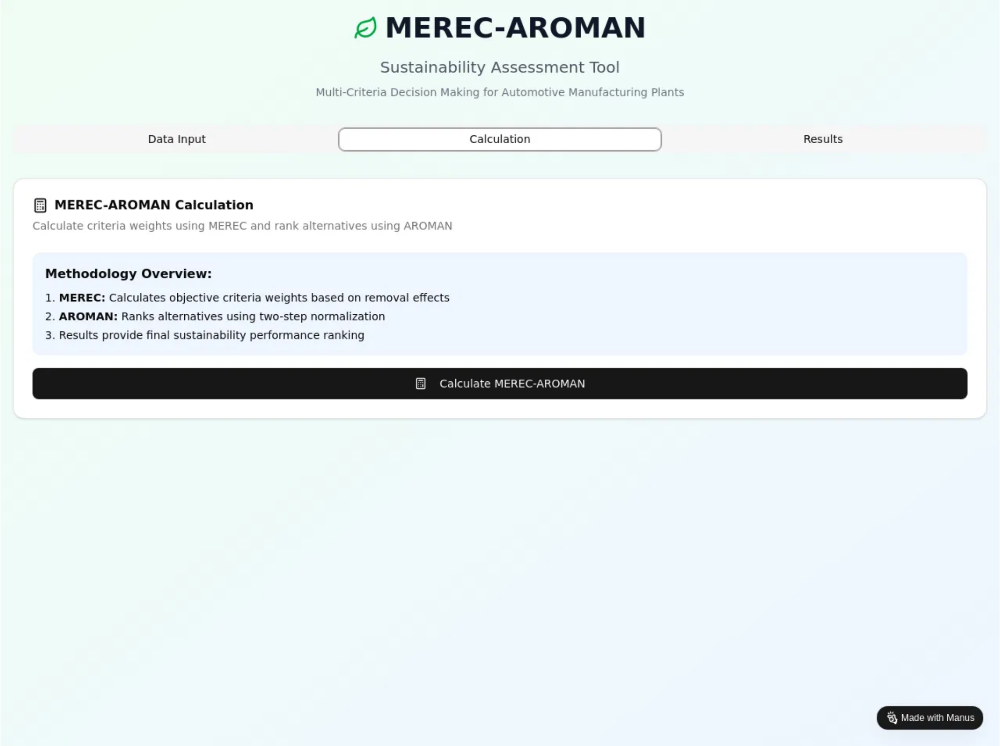 MEREC-AROMAN
Sustainability Assessment Tool
Multi-Criteria Decision Making for Automotive Manufacturing Plants
Data Input
Calculation
Results
MEREC-AROMAN Calculation
Calculate criteria weights using MEREC and rank alternatives using AROMAN
Methodology Overview:
1. MEREC: Calculates objective criteria weights based on removal effects
2. AROMAN: Ranks alternatives using two-step normalization
3. Results provide final sustainability performance ranking
Calculate MEREC-AROMAN
Made with Manus